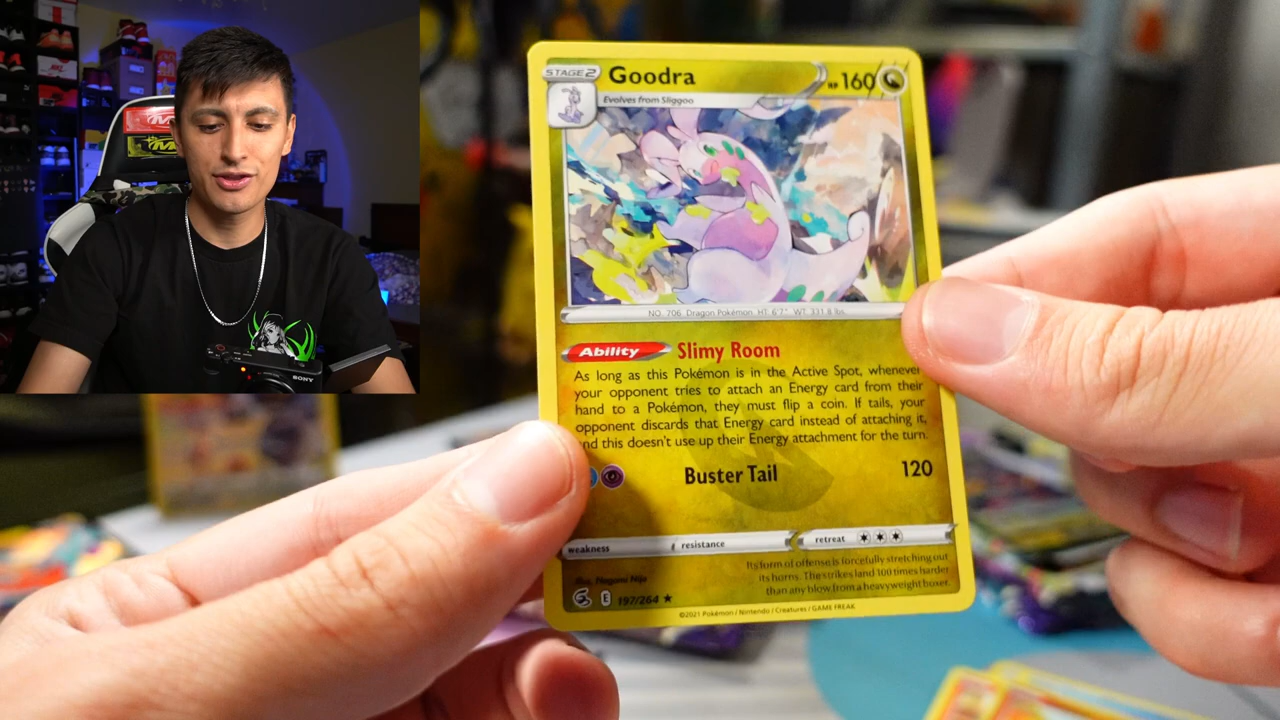 STAGE 2 Goodra HP 160
Evolves from Sliggoo
NO. 706 Dragon Pokémon HT: 6'7" WT: 331.8 lbs.
Ability Slimy Room
As long as this Pokémon is in the Active Spot, whenever
your opponent tries to attach an Energy card from their
hand to a Pokémon, they must flip a coin. If tails, your
opponent discards that Energy card instead of attaching it,
and this doesn't use up their Energy attachment for the turn.
Buster Tail 120
weakness resistance retreat
Its form of offense is forcefully stretching out
its horns. The strikes land 100 times harder
than any blow from a heavyweight boxer.
Illus. Nagomi Nijo
E 197/264 ★
©2021 Pokémon / Nintendo / Creatures / GAME FREAK
SONY